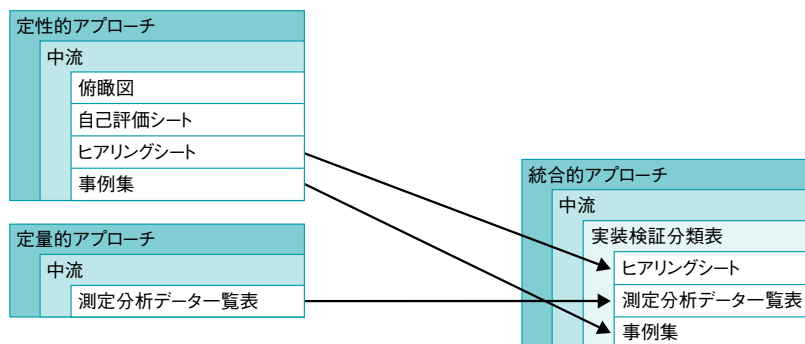 定性的アプローチ
中流
俯瞰図
自己評価シート
ヒアリングシート
事例集
定量的アプローチ
中流
測定分析データ一覧表
統合的アプローチ
中流
実装検証分類表
ヒアリングシート
測定分析データ一覧表
事例集